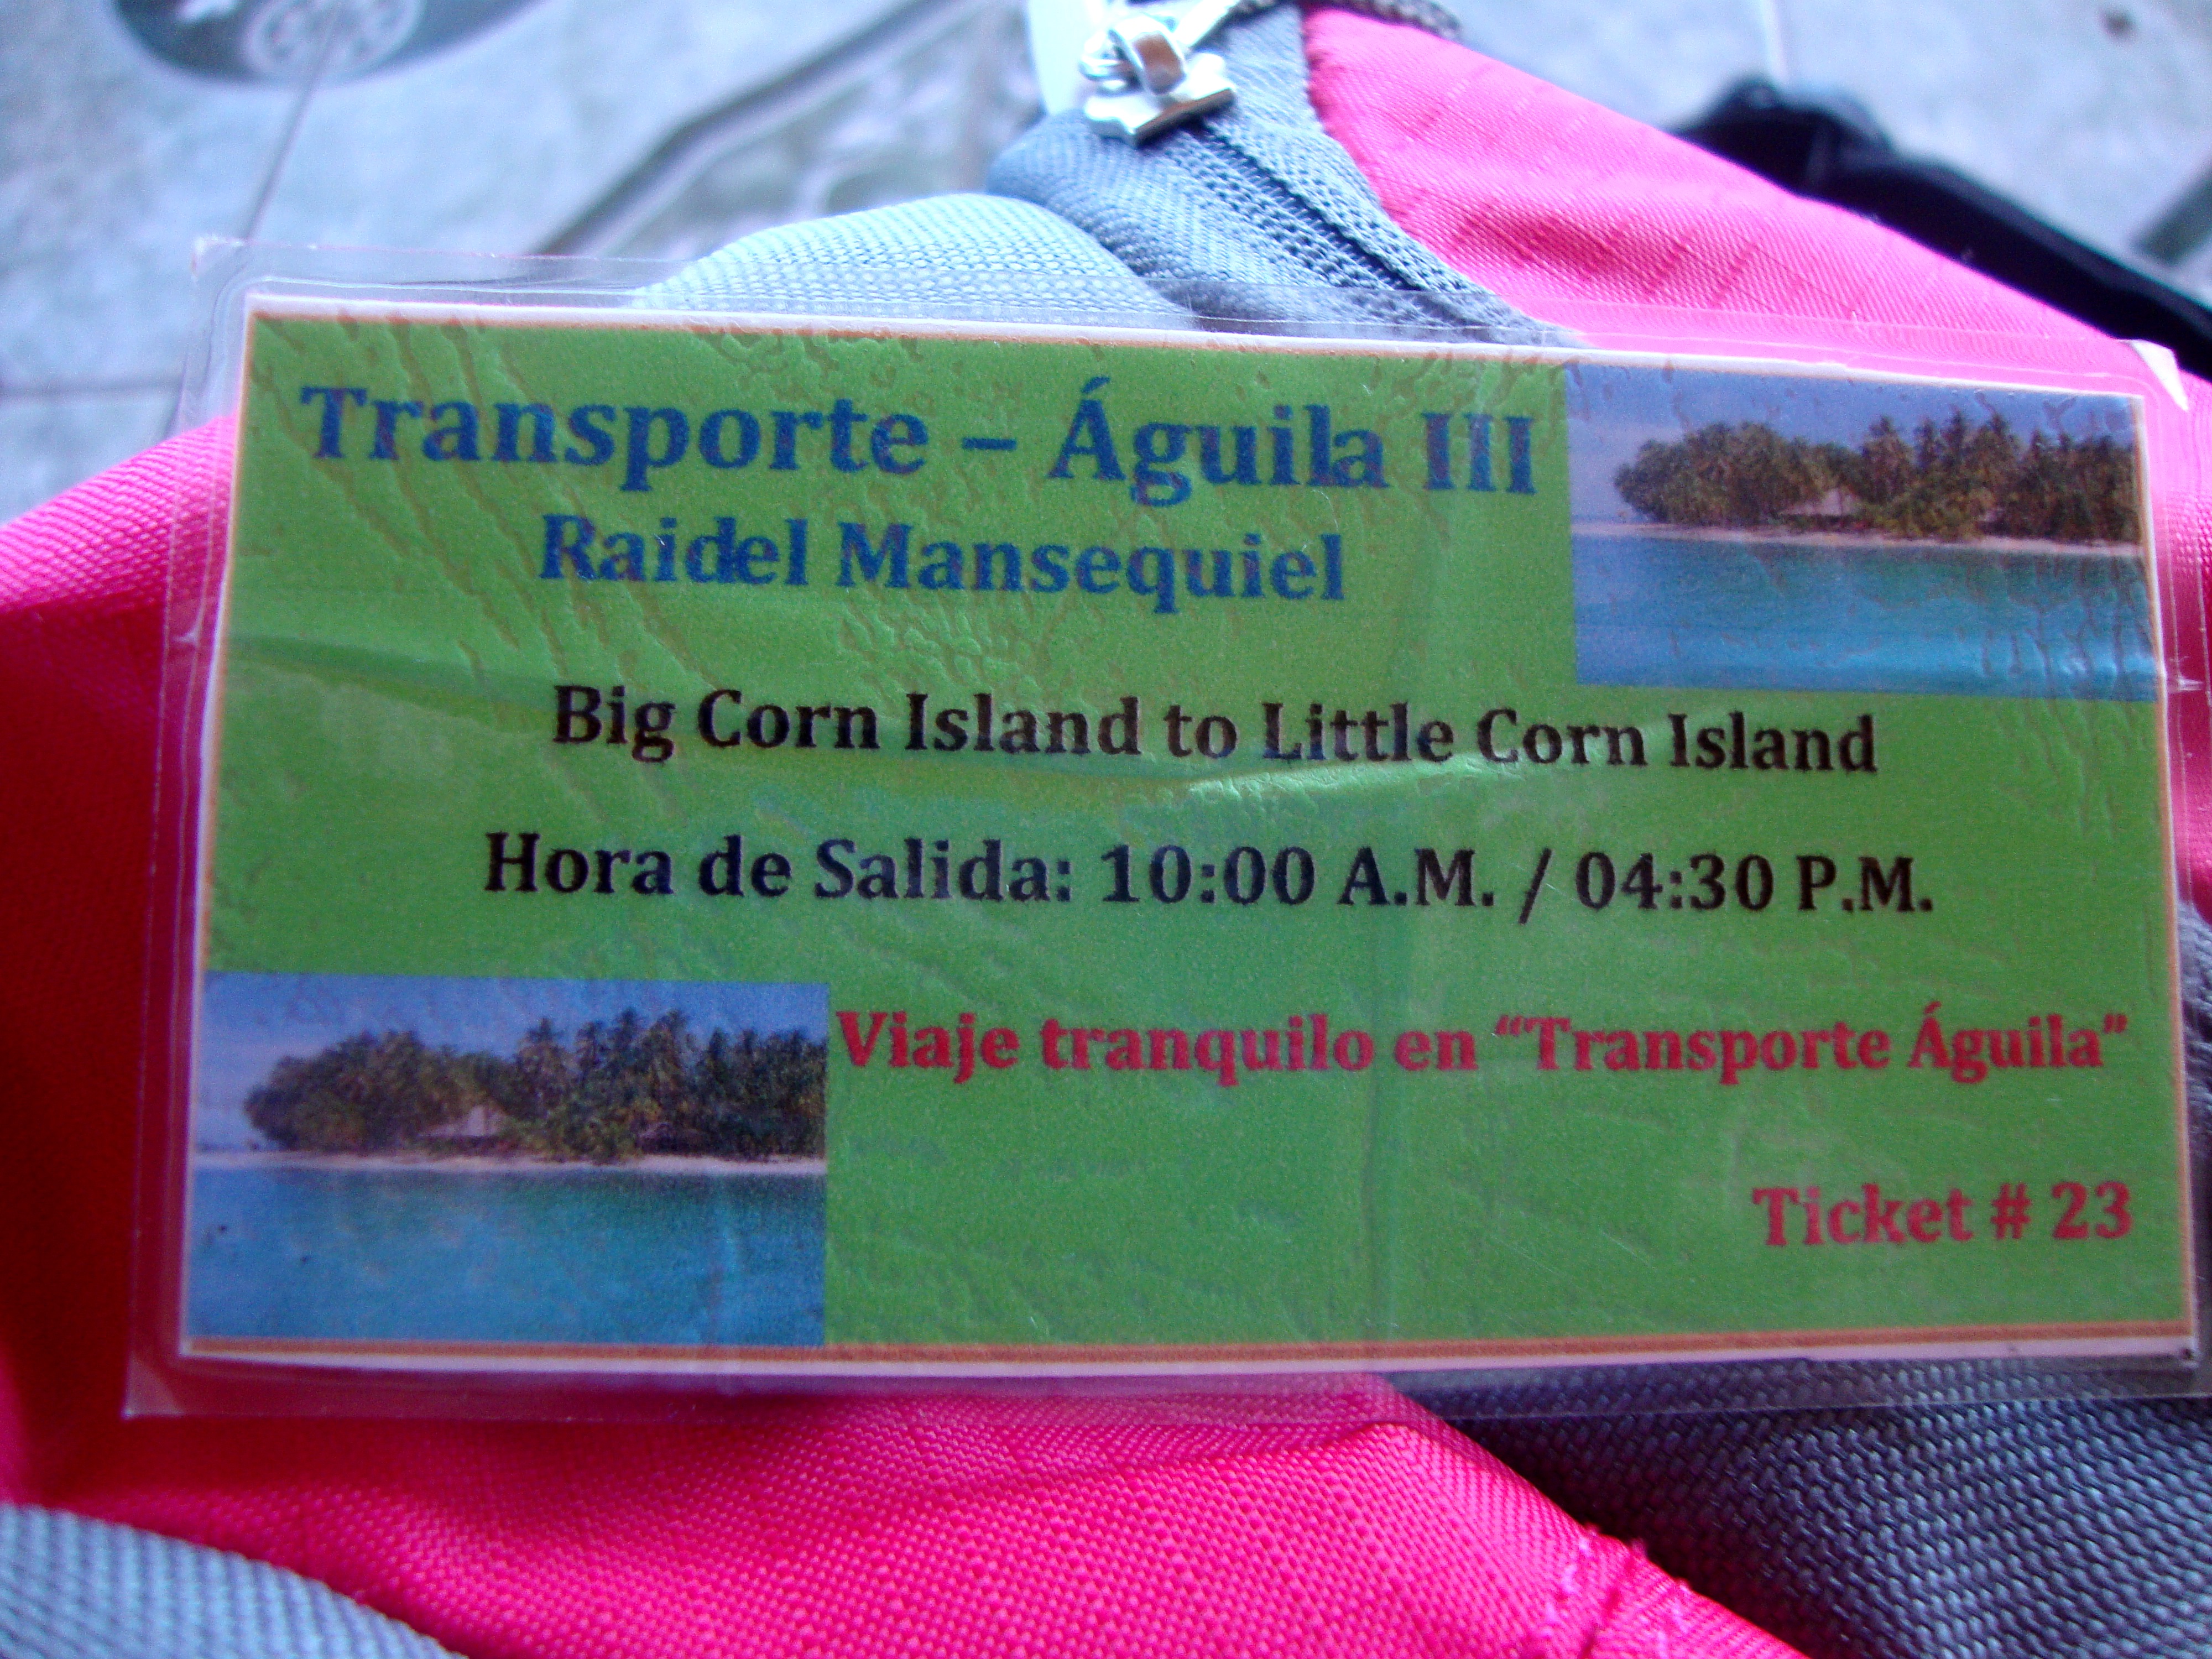 Transporte – Águila III
Raidel Mansequiel
Big Corn Island to Little Corn Island
Hora de Salida: 10:00 A.M. / 04:30 P.M.
Viaje tranquilo en “Transporte Águila”
Ticket # 23